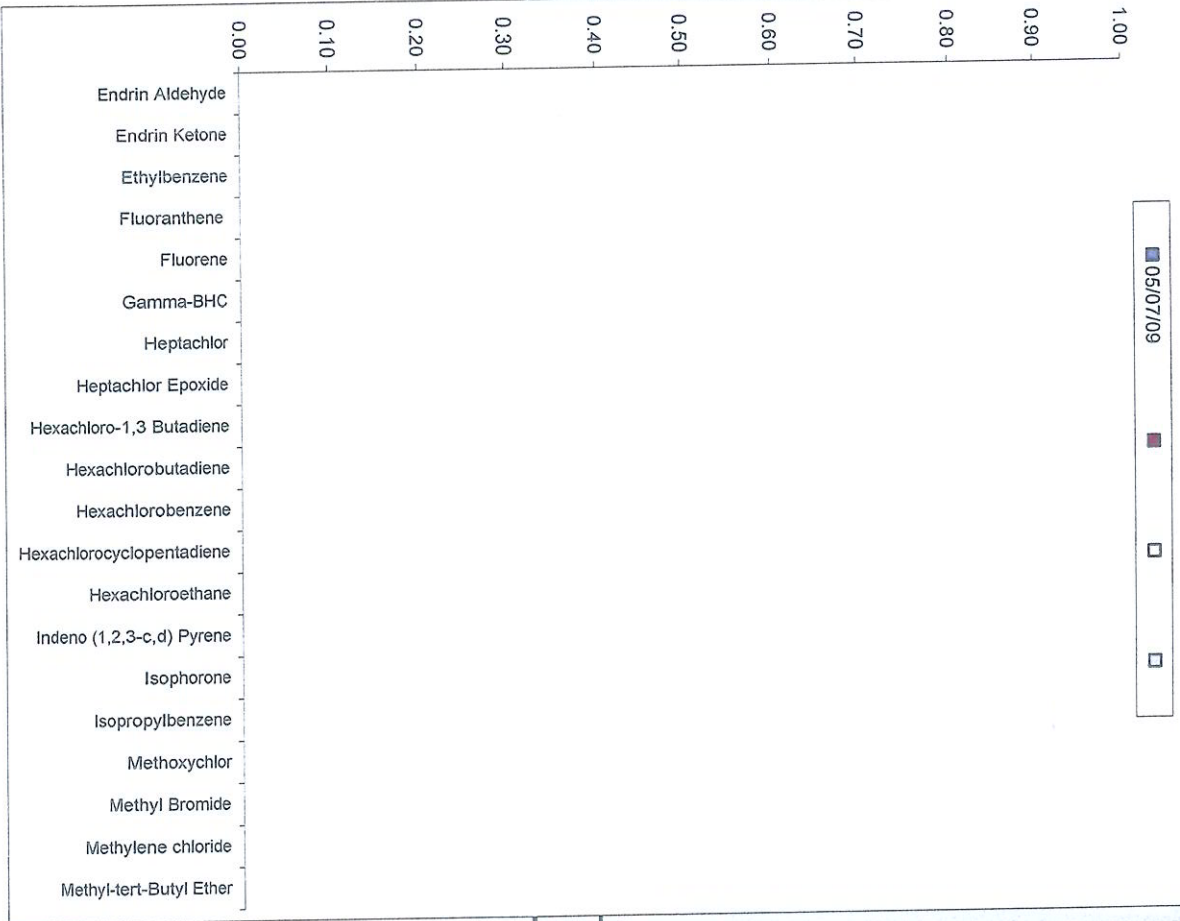 0.00
0.10
0.20
0.30
0.40
0.50
0.60
0.70
0.80
0.90
1.00
Endrin Aldehyde
Endrin Ketone
Ethylbenzene
Fluoranthene
Fluorene
Gamma-BHC
Heptachlor
Heptachlor Epoxide
Hexachloro-1,3 Butadiene
Hexachlorobutadiene
Hexachlorobenzene
Hexachlorocyclopentadiene
Hexachloroethane
Indeno (1,2,3-c,d) Pyrene
Isophorone
Isopropylbenzene
Methoxychlor
Methyl Bromide
Methylene chloride
Methyl-tert-Butyl Ether
05/07/09